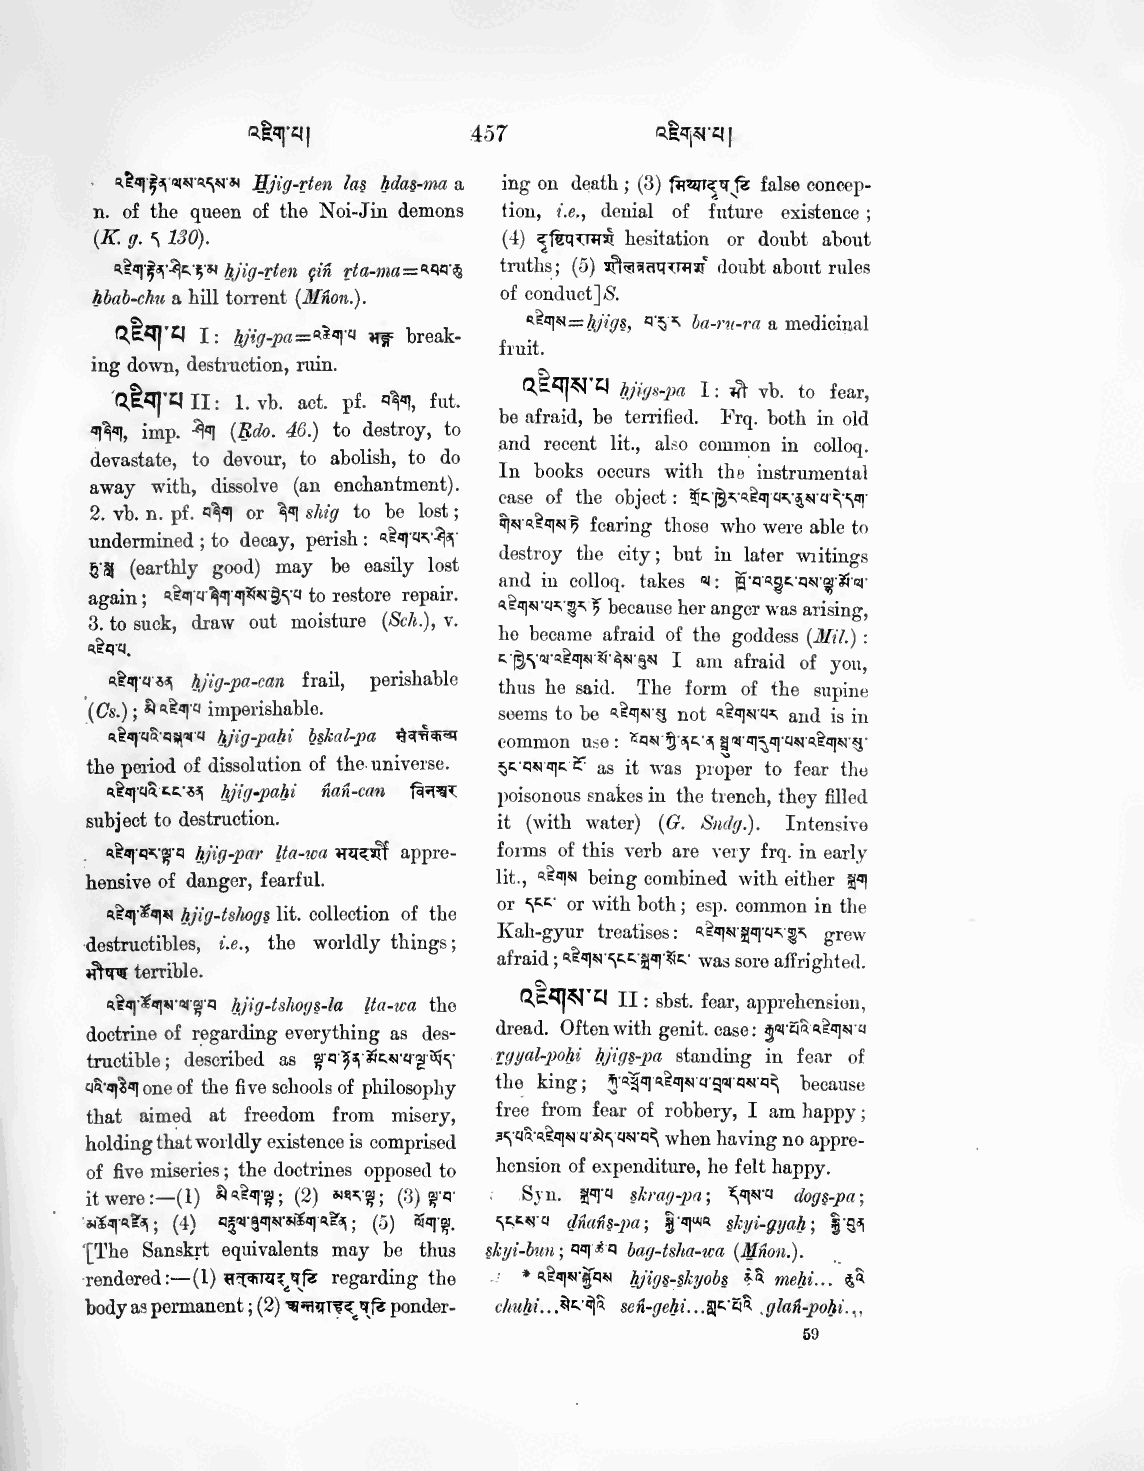 འཇིག་པ།
457
འཇིགས་པ།
འཇིག་རྟེན་ལས་འདས་མ Hjig-rten las hdas-ma a
n. of the queen of the Noi-Jin demons
(K. g. ད 130).
འཇིག་རྟེན་ཤིང་རྟ་མ hjig-rten çiń rta-ma=འབབ་ཆུ
hbab-chu a hill torrent (Mńon.).
འཇིག་པ I: hjig-pa=འཇིག་པ भङ्ग break-
ing down, destruction, ruin.
འཇིག་པ II: 1. vb. act. pf. བཞིག, fut.
གཞིག, imp. ཤིག (Rdo. 46.) to destroy, to
devastate, to devour, to abolish, to do
away with, dissolve (an enchantment).
2. vb. n. pf. བཞིག or ཞིག shig to be lost;
undermined; to decay, perish: འཇིག་པར་ཤིན་
ཏུ་སླ (earthly good) may be easily lost
again; འཇིག་པ་ཞིག་གསོས་བྱེད་པ to restore repair.
3. to suck, draw out moisture (Sch.), v.
འཇིབ་པ.
འཇིག་པ་ཅན hjig-pa-can frail, perishable
(Cs.); མི་འཇིག་པ imperishable.
འཇིག་པའི་བསྐལ་པ hjig-pahi bskal-pa संवर्त्तकल्प
the period of dissolution of the universe.
འཇིག་པའི་ངང་ཅན hjig-pahi ńań-can विनश्वर
subject to destruction.
འཇིག་པར་ལྟ་བ hjig-par lta-wa भयदर्शी appre-
hensive of danger, fearful.
འཇིག་ཚོགས hjig-tshogs lit. collection of the
destructibles, i.e., the worldly things;
भीषण terrible.
འཇིག་ཚོགས་ལ་ལྟ་བ hjig-tshogs-la lta-wa the
doctrine of regarding everything as des-
tructible; described as ལྟ་བ་ཉོན་མོངས་པ་ལྔ་ཡོད་
པའི་གཅིག one of the five schools of philosophy
that aimed at freedom from misery,
holding that worldly existence is comprised
of five miseries; the doctrines opposed to
it were:—(1) མི་འཇིག་ལྟ; (2) མཐར་ལྟ; (3) ལྟ་བ་
མཆོག་འཛིན; (4) བརྟུལ་ཞུགས་མཆོག་འཛིན; (5) ལོག་ལྟ.
[The Sanskṛt equivalents may be thus
rendered:—(1) सत्कायदृष्टि regarding the
body as permanent; (2) अन्तग्राहदृष्टि ponder-
ing on death; (3) मिथ्यादृष्टि false concep-
tion, i.e., denial of future existence;
(4) दृष्टिपरामर्श hesitation or doubt about
truths; (5) शीलव्रतपरामर्श doubt about rules
of conduct]S.
འཇིགས=hjigs, བ་རུ་ར ba-ru-ra a medicinal
fruit.
འཇིགས་པ hjigs-pa I: भी vb. to fear,
be afraid, be terrified. Frq. both in old
and recent lit., also common in colloq.
In books occurs with the instrumental
case of the object: གྲོང་ཁྱེར་འཇིག་པར་ནུས་པ་དེ་དག་
གིས་འཇིགས་ཏེ fearing those who were able to
destroy the city; but in later writings
and in colloq. takes ལ: ཁྲོ་བ་འབྱུང་བས་ལྷ་མོ་ལ་
འཇིགས་པར་གྱུར་ཏེ because her anger was arising,
he became afraid of the goddess (Mil.):
ང་ཁྱེད་ལ་འཇིགས་སོ་ཞེས་ཞུས I am afraid of you,
thus he said. The form of the supine
seems to be འཇིགས་སུ not འཇིགས་པར and is in
common use: འོབས་ཀྱི་ནང་ན་སྦྲུལ་གདུག་པས་འཇིགས་སུ་
རུང་བས་གང་ངོ་ as it was proper to fear the
poisonous snakes in the trench, they filled
it (with water) (G. Sndg.). Intensive
forms of this verb are very frq. in early
lit., འཇིགས being combined with either སྐྲག
or དངང་ or with both; esp. common in the
Kah-gyur treatises: འཇིགས་སྐྲག་པར་གྱུར grew
afraid; འཇིགས་དངང་སྐྲག་སོང་ was sore affrighted.
འཇིགས་པ II: sbst. fear, apprehension,
dread. Often with genit. case: རྒྱལ་པོའི་འཇིགས་པ
rgyal-pohi hjigs-pa standing in fear of
the king; ཀུ་འཕྲོག་འཇིགས་པ་བྲལ་བས་བདེ because
free from fear of robbery, I am happy;
ཟད་པའི་འཇིགས་པ་མེད་པས་བདེ when having no appre-
hension of expenditure, he felt happy.
Syn. སྐྲག་པ skrag-pa; དོགས་པ dogs-pa;
དངངས་པ dńańs-pa; སྐྱི་གཡའ skyi-gyah; སྐྱི་བུན
skyi-bun; བག་ཚ་བ bag-tsha-wa (Mńon.).
* འཇིགས་སྐྱོབས hjigs-skyobs མེའི mehi... ཆུའི
chuhi...སེང་གེའི seń-gehi...གླང་པོའི glań-pohi...
59